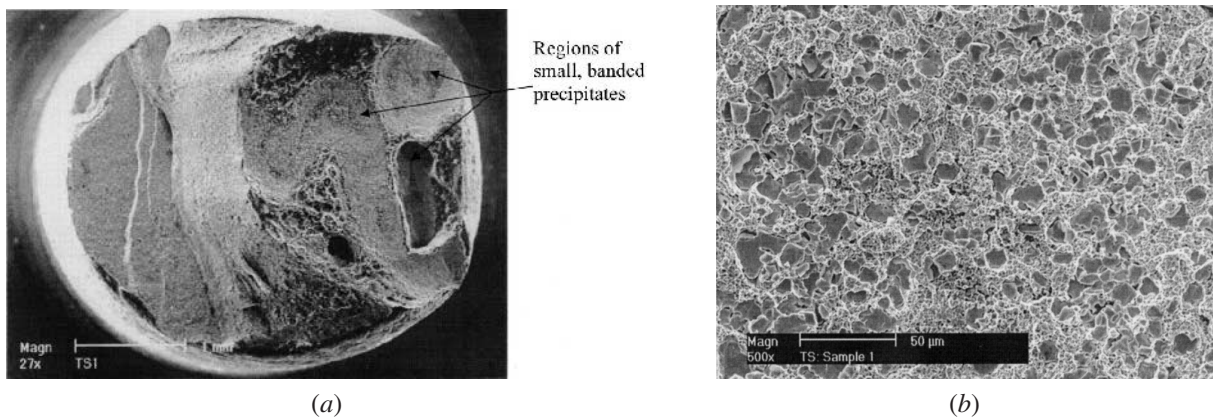 Regions of
small, banded
precipitates
Magn
1 mm
27x
TS1
Magn
50 µm
500x
TS: Sample 1
(a)
(b)